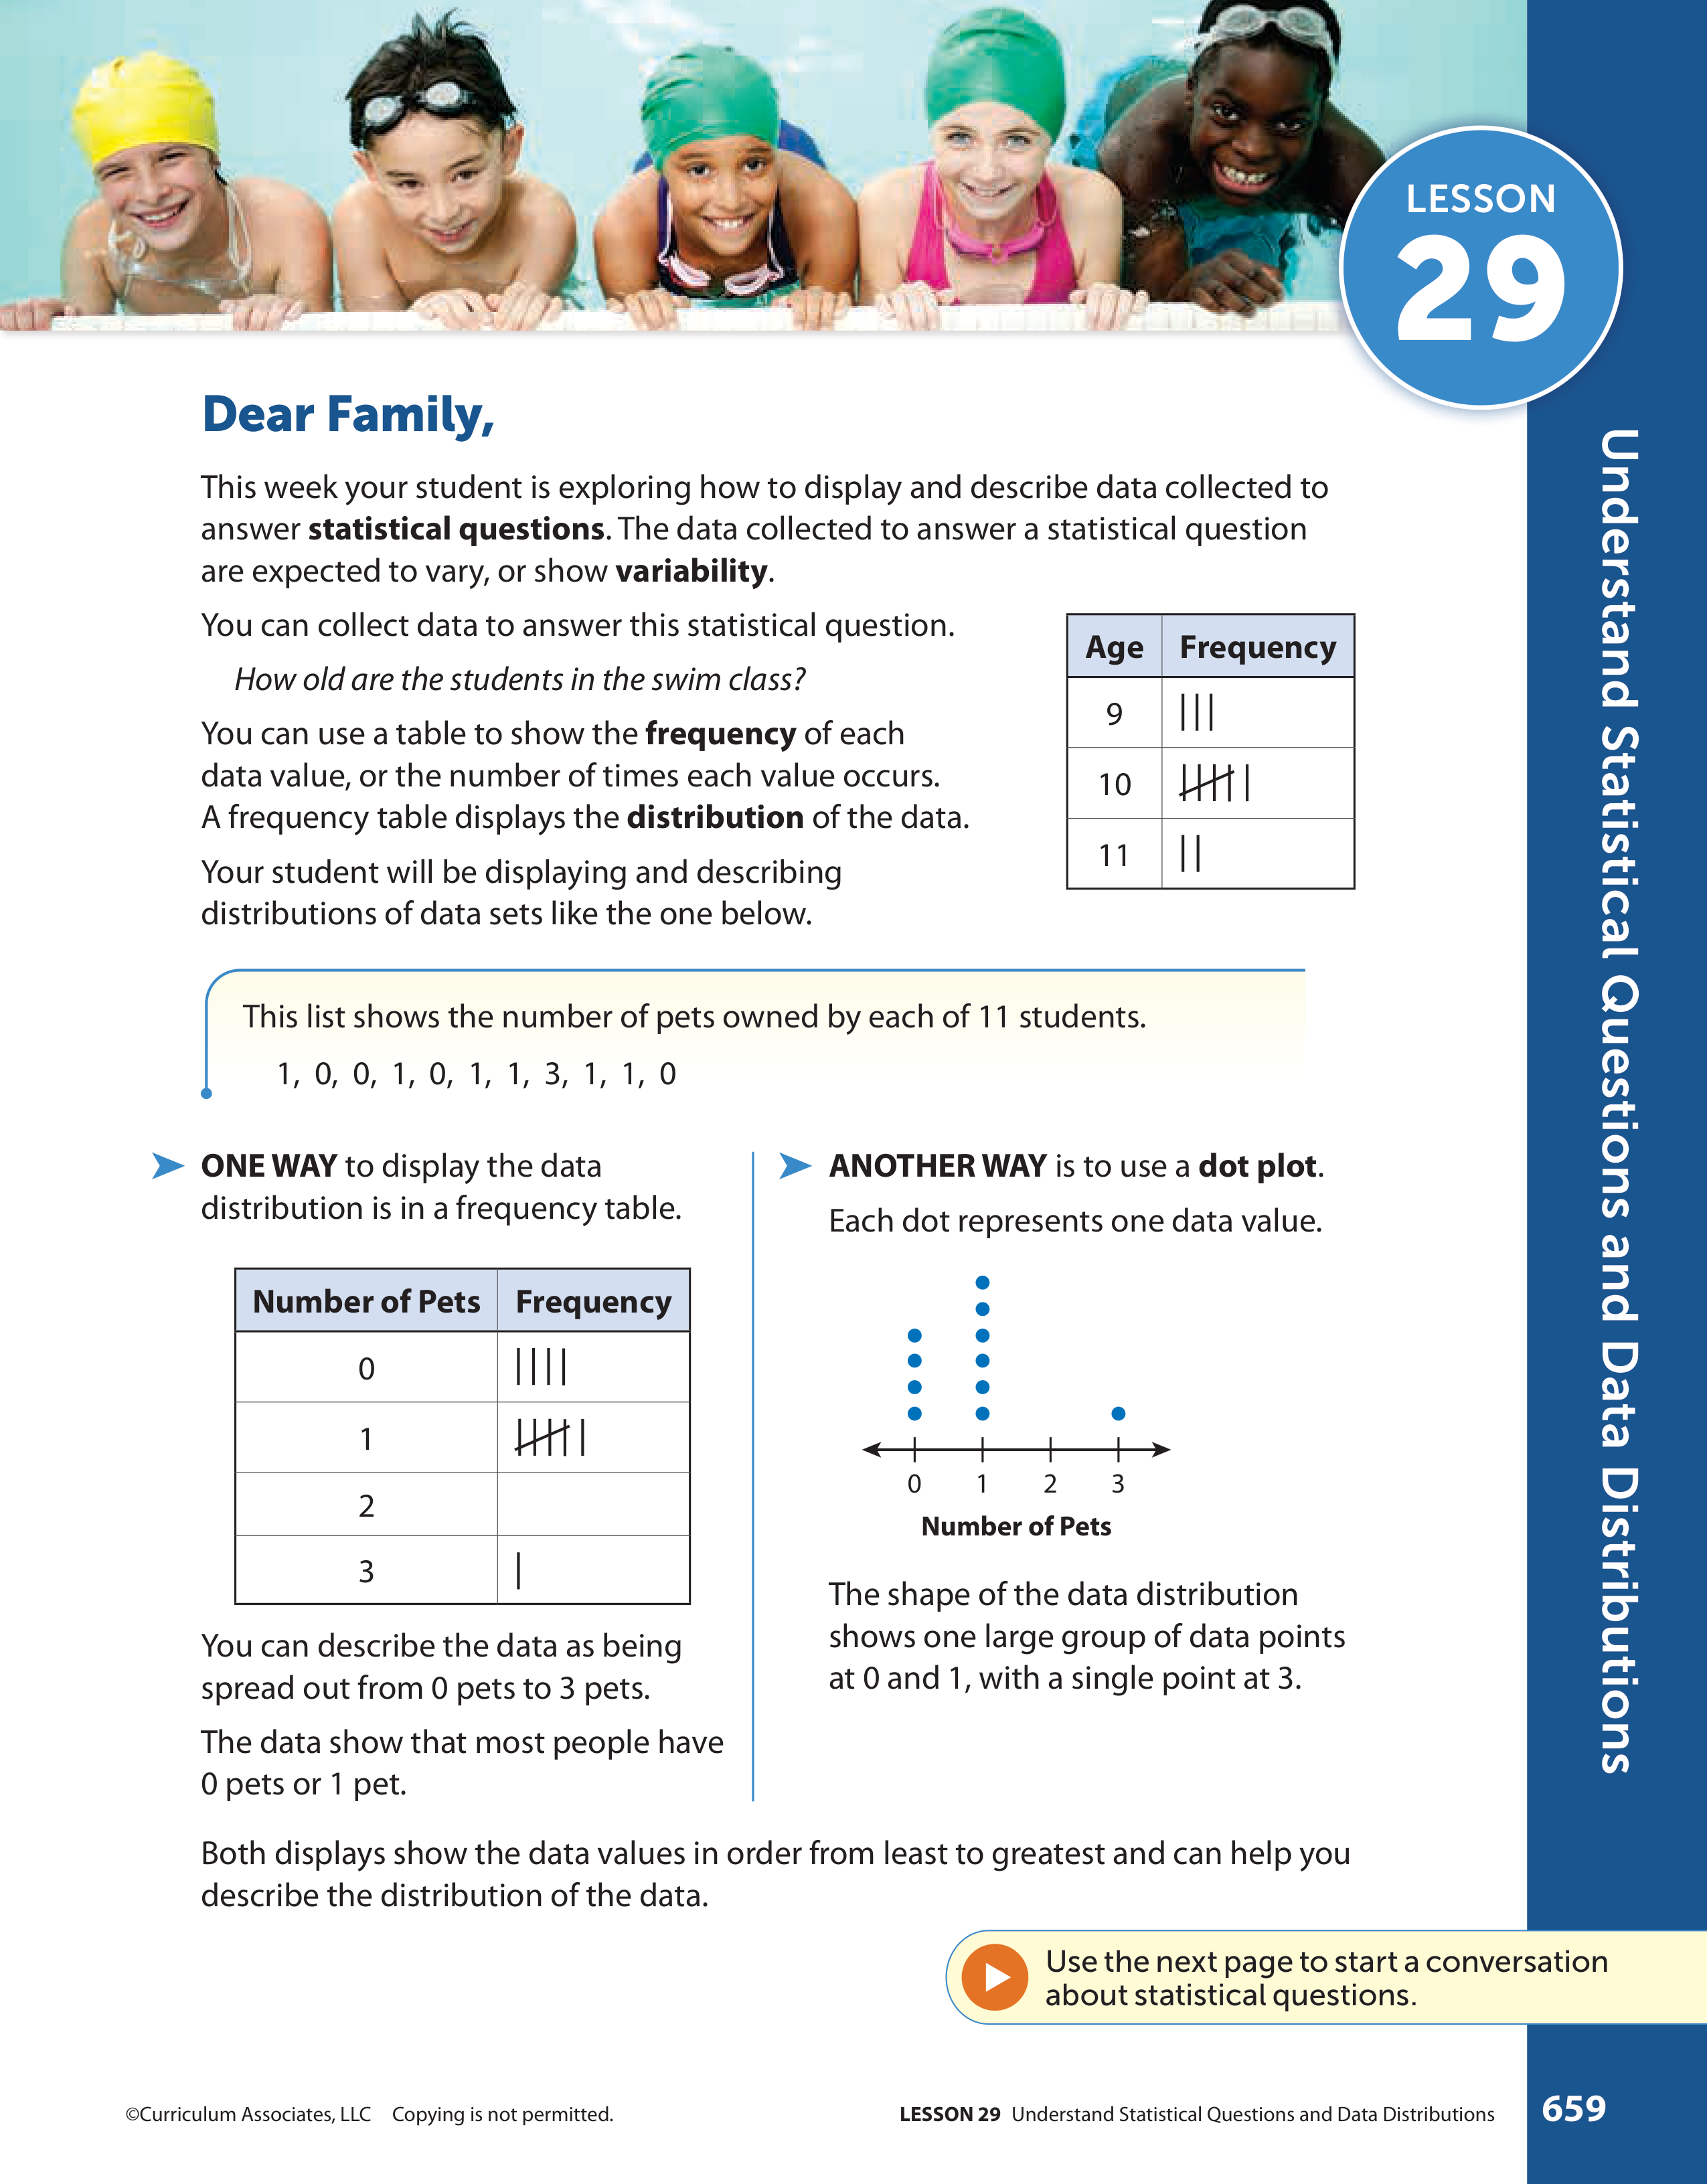 LESSON
29
Understand Statistical Questions and Data Distributions
Dear Family,
This week your student is exploring how to display and describe data collected to
answer statistical questions. The data collected to answer a statistical question
are expected to vary, or show variability.
You can collect data to answer this statistical question.
How old are the students in the swim class?
You can use a table to show the frequency of each
data value, or the number of times each value occurs.
A frequency table displays the distribution of the data.
Your student will be displaying and describing
distributions of data sets like the one below.
Age Frequency
9
10
11
This list shows the number of pets owned by each of 11 students.
1, 0, 0, 1, 0, 1, 1, 3, 1, 1, 0
ONE WAY to display the data
distribution is in a frequency table.
Number of Pets Frequency
0
1
2
3
You can describe the data as being
spread out from 0 pets to 3 pets.
The data show that most people have
0 pets or 1 pet.
ANOTHER WAY is to use a dot plot.
Each dot represents one data value.
0 1 2 3
Number of Pets
The shape of the data distribution
shows one large group of data points
at 0 and 1, with a single point at 3.
Both displays show the data values in order from least to greatest and can help you
describe the distribution of the data.
Use the next page to start a conversation
about statistical questions.
©Curriculum Associates, LLC Copying is not permitted.
LESSON 29 Understand Statistical Questions and Data Distributions
659